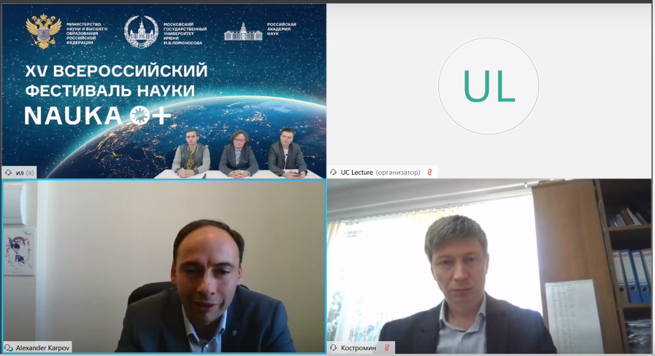 МИНИСТЕРСТВО
НАУКИ И ВЫСШЕГО
ОБРАЗОВАНИЯ
РОССИЙСКОЙ
ФЕДЕРАЦИИ
МОСКОВСКИЙ
ГОСУДАРСТВЕННЫЙ
УНИВЕРСИТЕТ
ИМЕНИ
М.В.ЛОМОНОСОВА
РОССИЙСКАЯ
АКАДЕМИЯ
НАУК
XV ВСЕРОССИЙСКИЙ
ФЕСТИВАЛЬ НАУКИ
NAUKA O+
ил (я)
UL
UC Lecture (организатор)
Alexander Karpov
Костромин